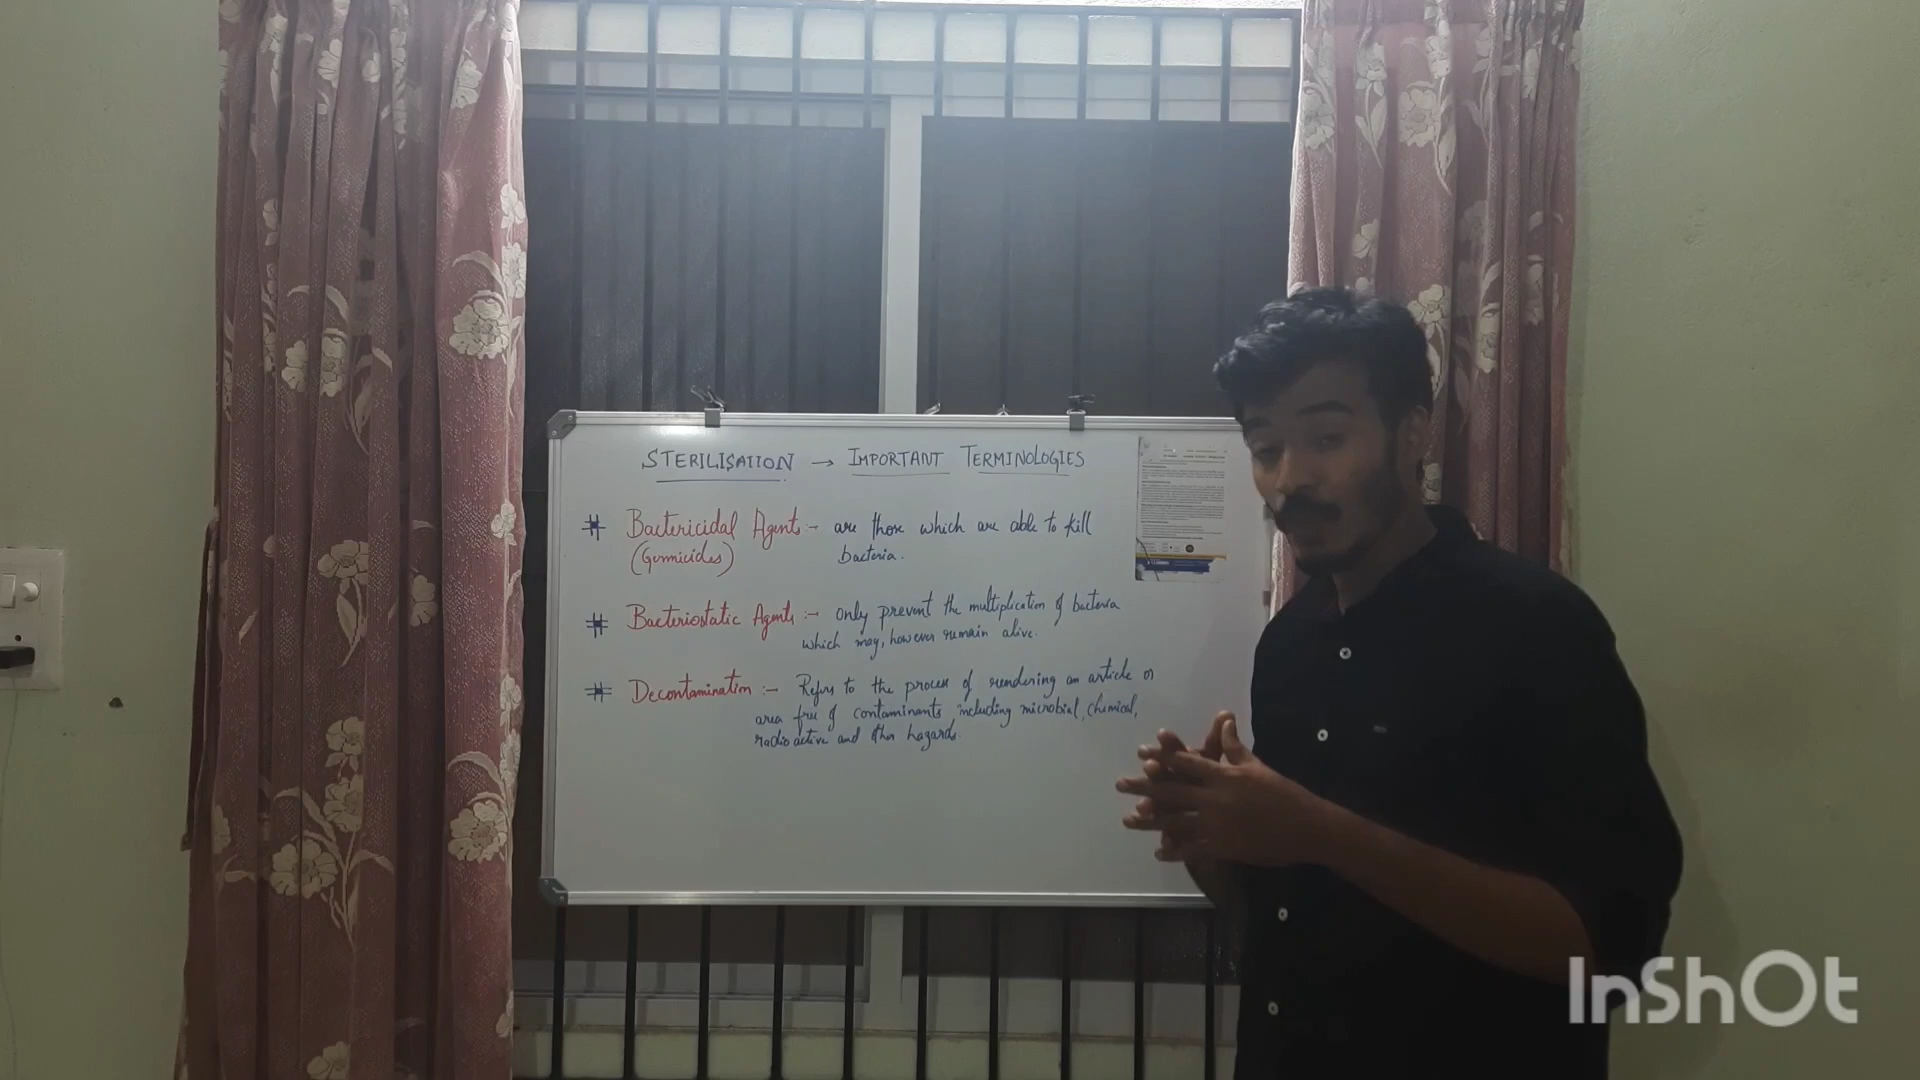 STERILISATION → IMPORTANT TERMINOLOGIES
# Bactericidal Agents :- are those which are able to kill
(Germicides) bacteria.
# Bacteriostatic Agents :- only prevent the multiplication of bacteria
which may, however remain alive.
# Decontamination :- Refers to the process of rendering an article or
area free of contaminants including microbial, chemical,
radioactive and other hazards.
InShOt